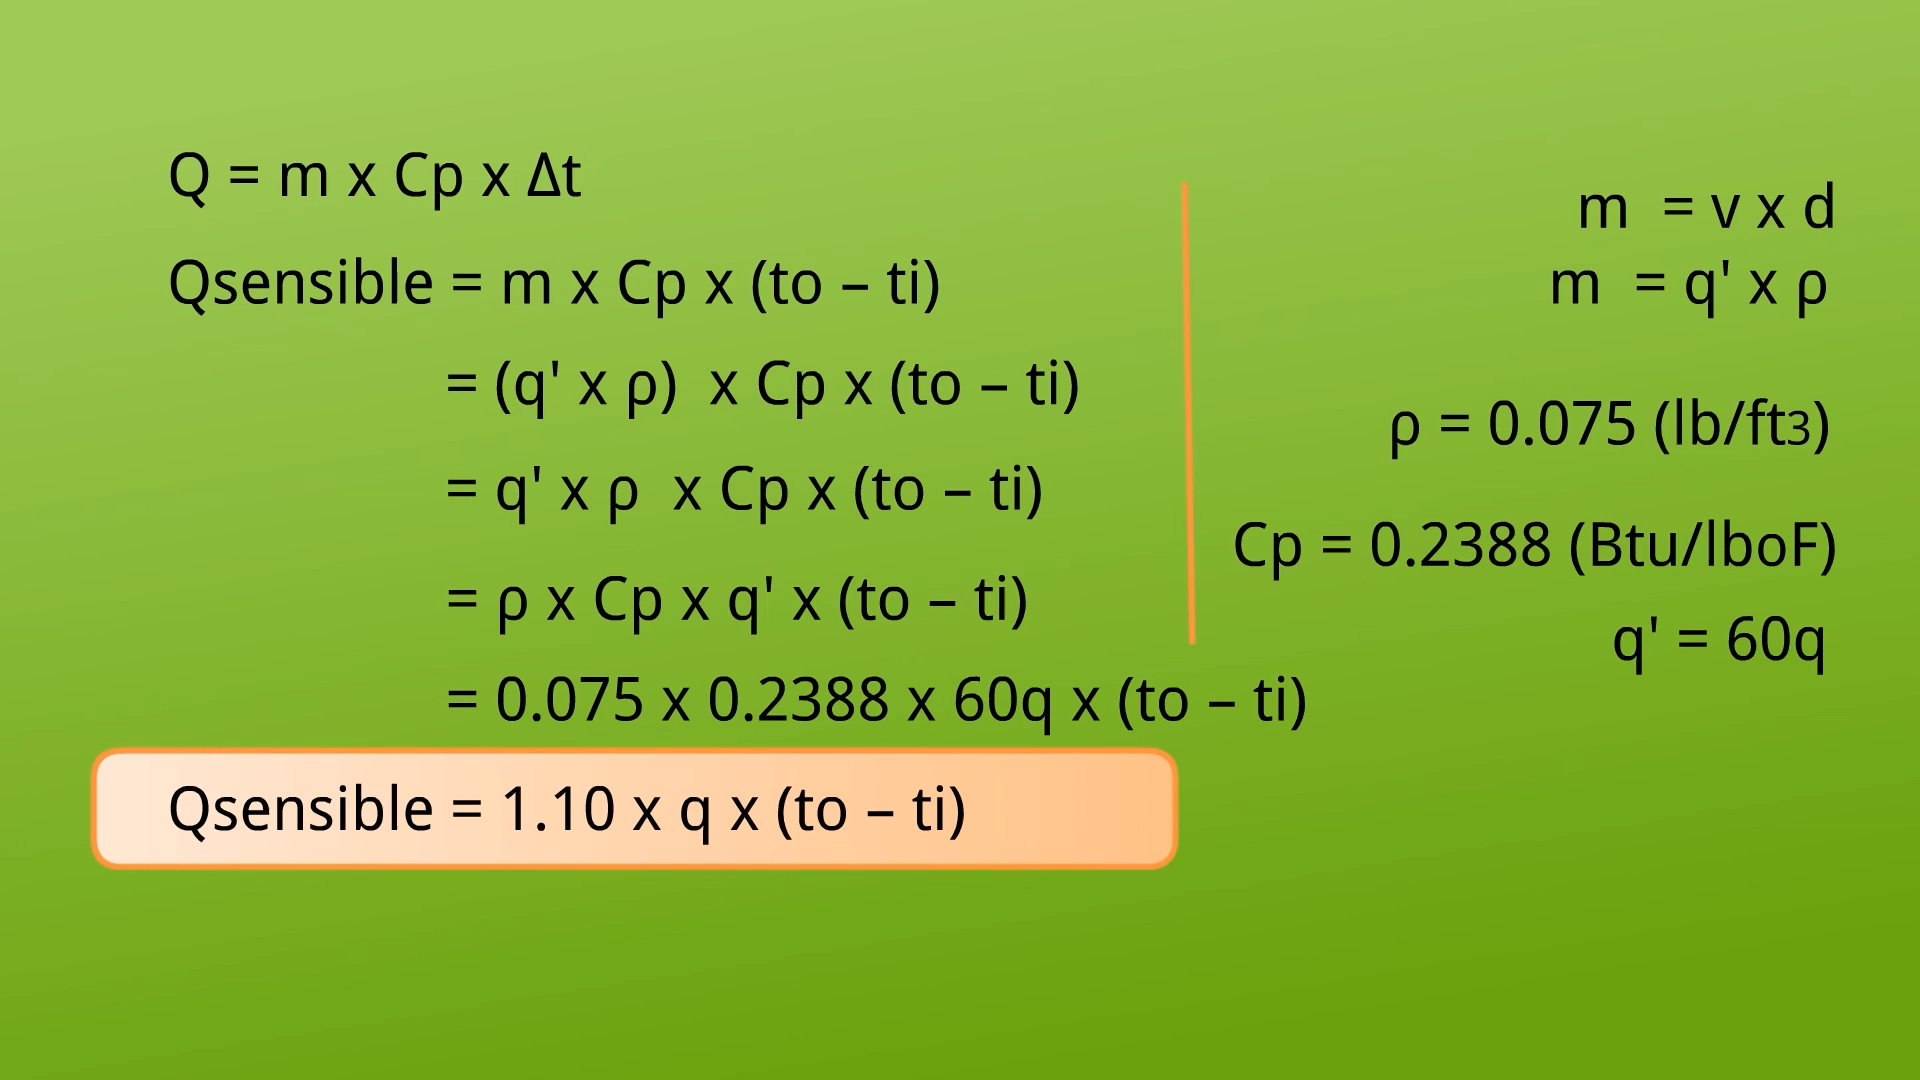 Q = m x Cp x Δt
Qsensible = m x Cp x (to – ti)
= (q' x ρ) x Cp x (to – ti)
= q' x ρ x Cp x (to – ti)
= ρ x Cp x q' x (to – ti)
= 0.075 x 0.2388 x 60q x (to – ti)
Qsensible = 1.10 x q x (to – ti)
m = v x d
m = q' x ρ
ρ = 0.075 (lb/ft3)
Cp = 0.2388 (Btu/lboF)
q' = 60q